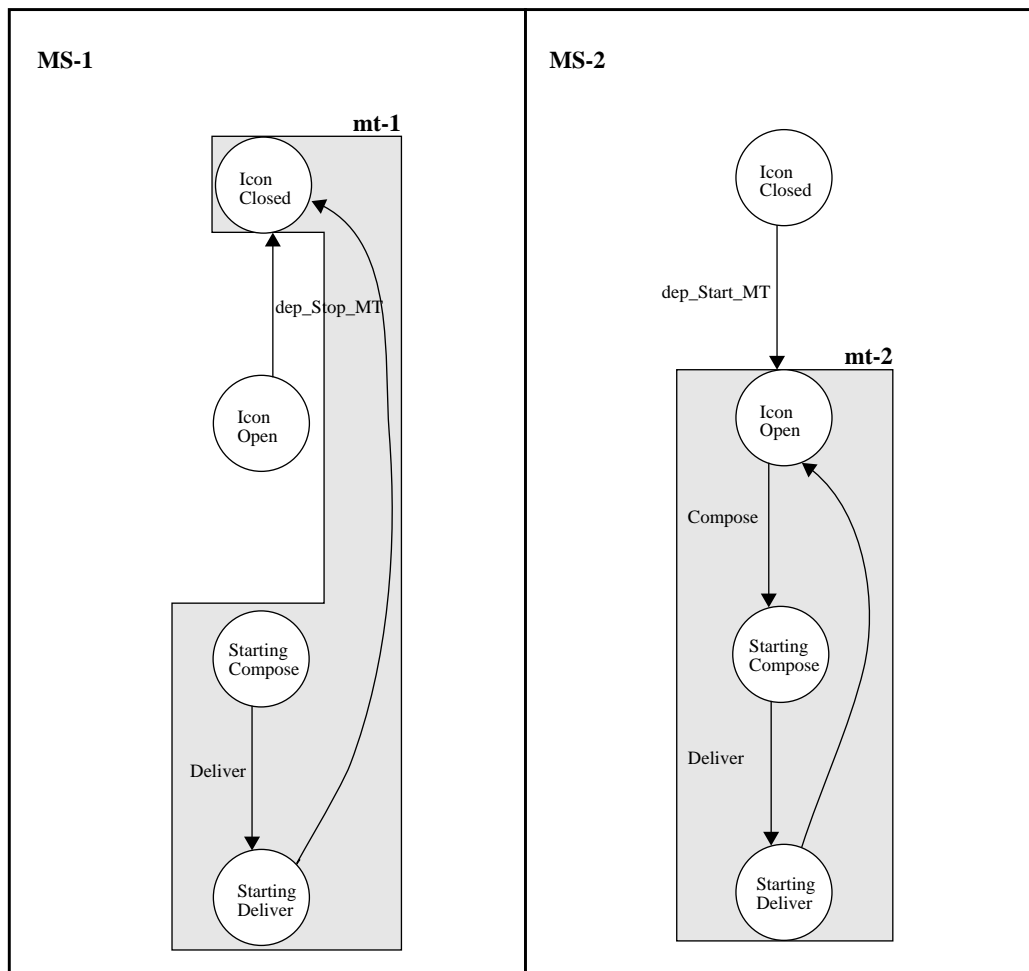 MS-1
mt-1
Icon
Closed
dep_Stop_MT
Icon
Open
Starting
Compose
Deliver
Starting
Deliver
MS-2
Icon
Closed
dep_Start_MT
mt-2
Icon
Open
Compose
Starting
Compose
Deliver
Starting
Deliver